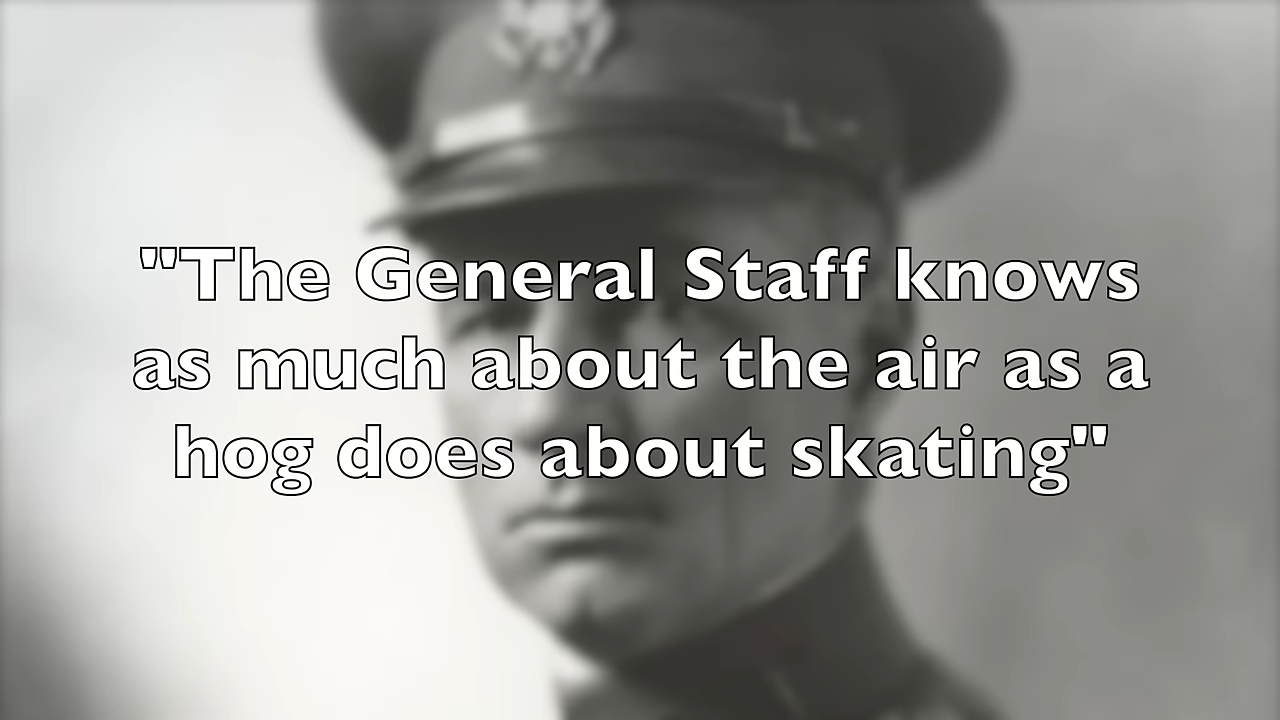 "The General Staff knows
as much about the air as a
hog does about skating"